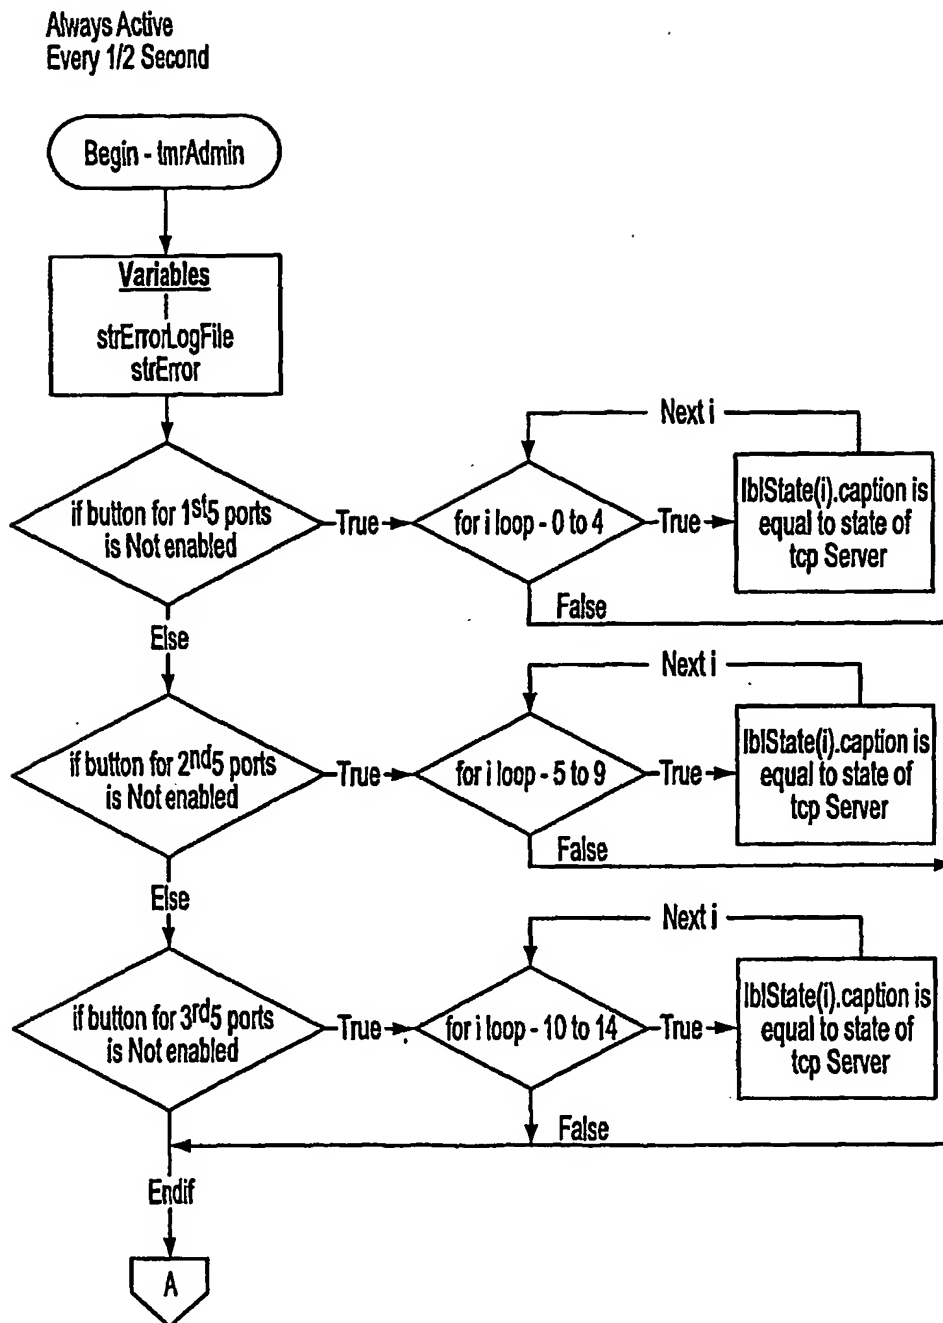 Always Active
Every 1/2 Second
Begin - tmrAdmin
Variables
strErrorLogFile
strError
Next i
if button for 1st5 ports
is Not enabled
True
for i loop - 0 to 4
True
lblState(i).caption is
equal to state of
tcp Server
False
Else
Next i
if button for 2nd5 ports
is Not enabled
True
for i loop - 5 to 9
True
lblState(i).caption is
equal to state of
tcp Server
False
Else
Next i
if button for 3rd5 ports
is Not enabled
True
for i loop - 10 to 14
True
lblState(i).caption is
equal to state of
tcp Server
False
Endif
A